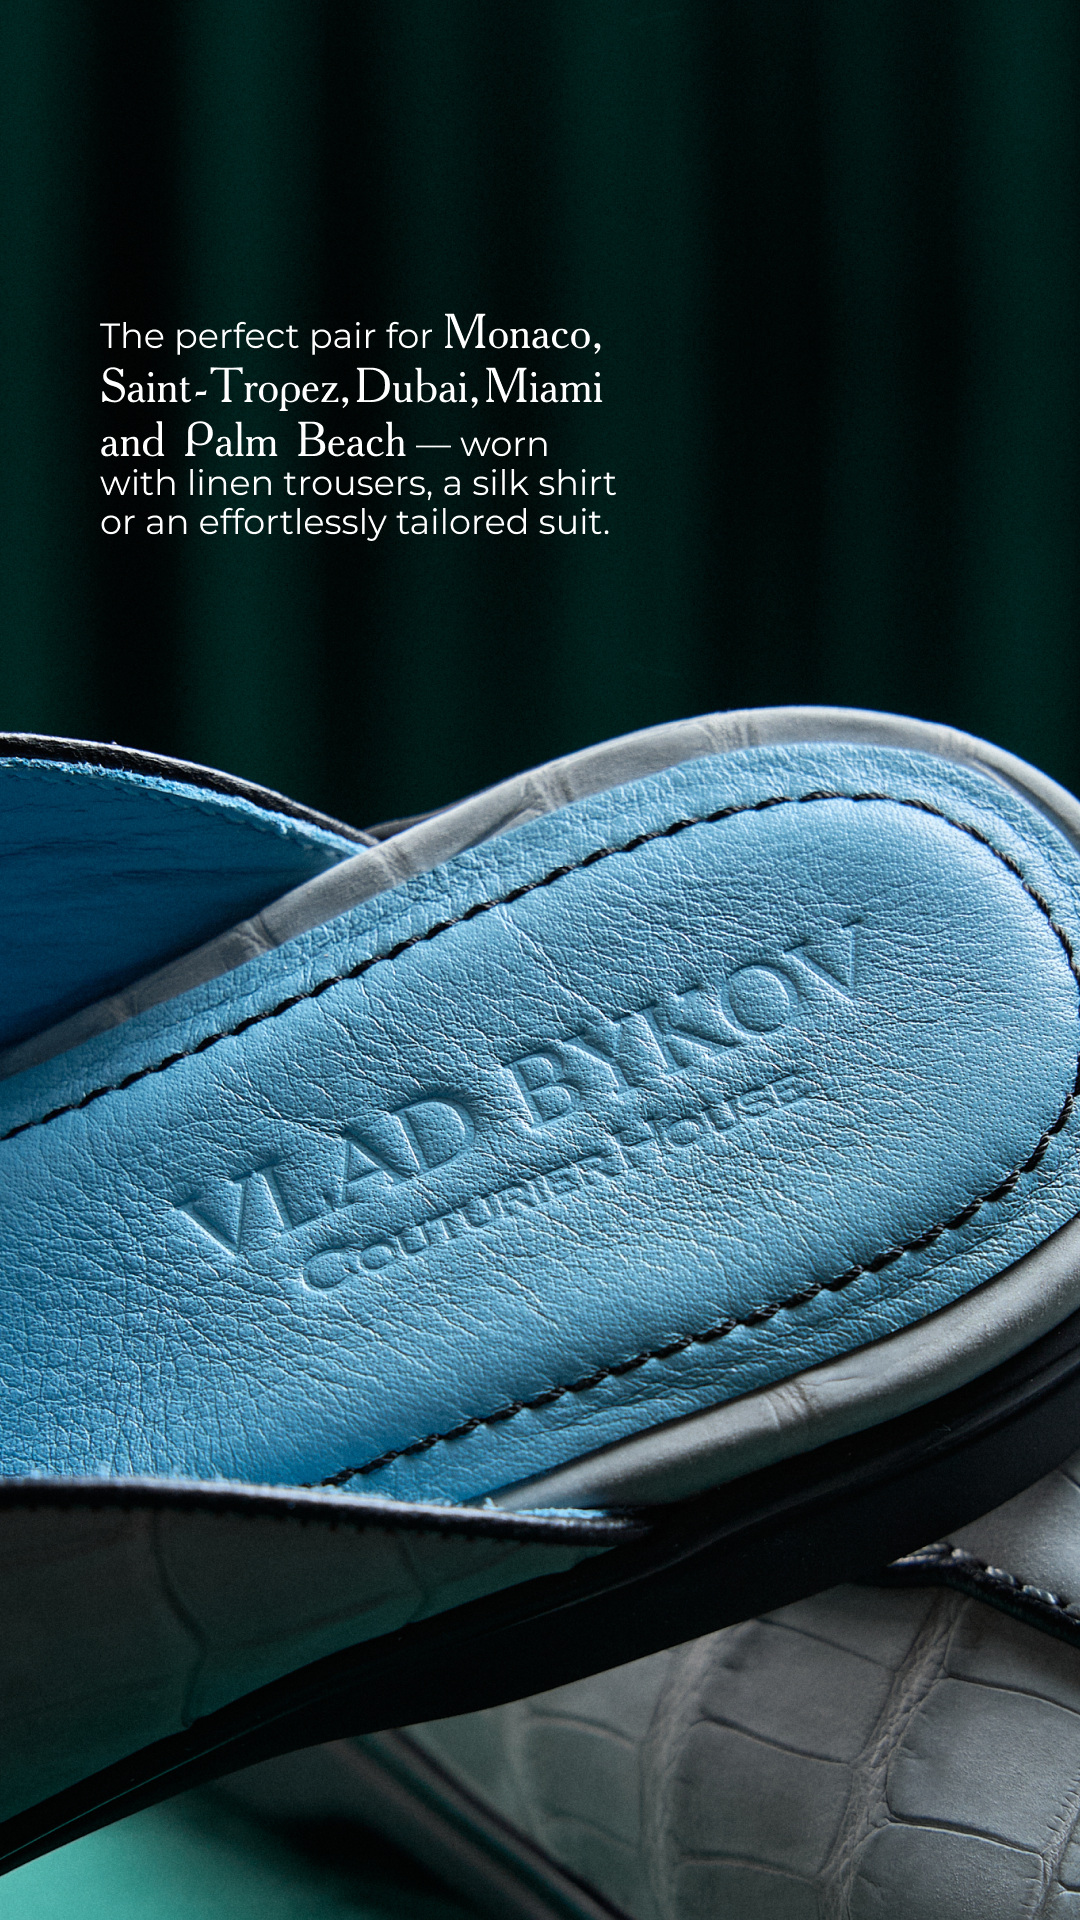 The perfect pair for Monaco,
Saint-Tropez, Dubai, Miami
and Palm Beach — worn
with linen trousers, a silk shirt
or an effortlessly tailored suit.
VLAD BYKOV
COUTURIER HOUSE